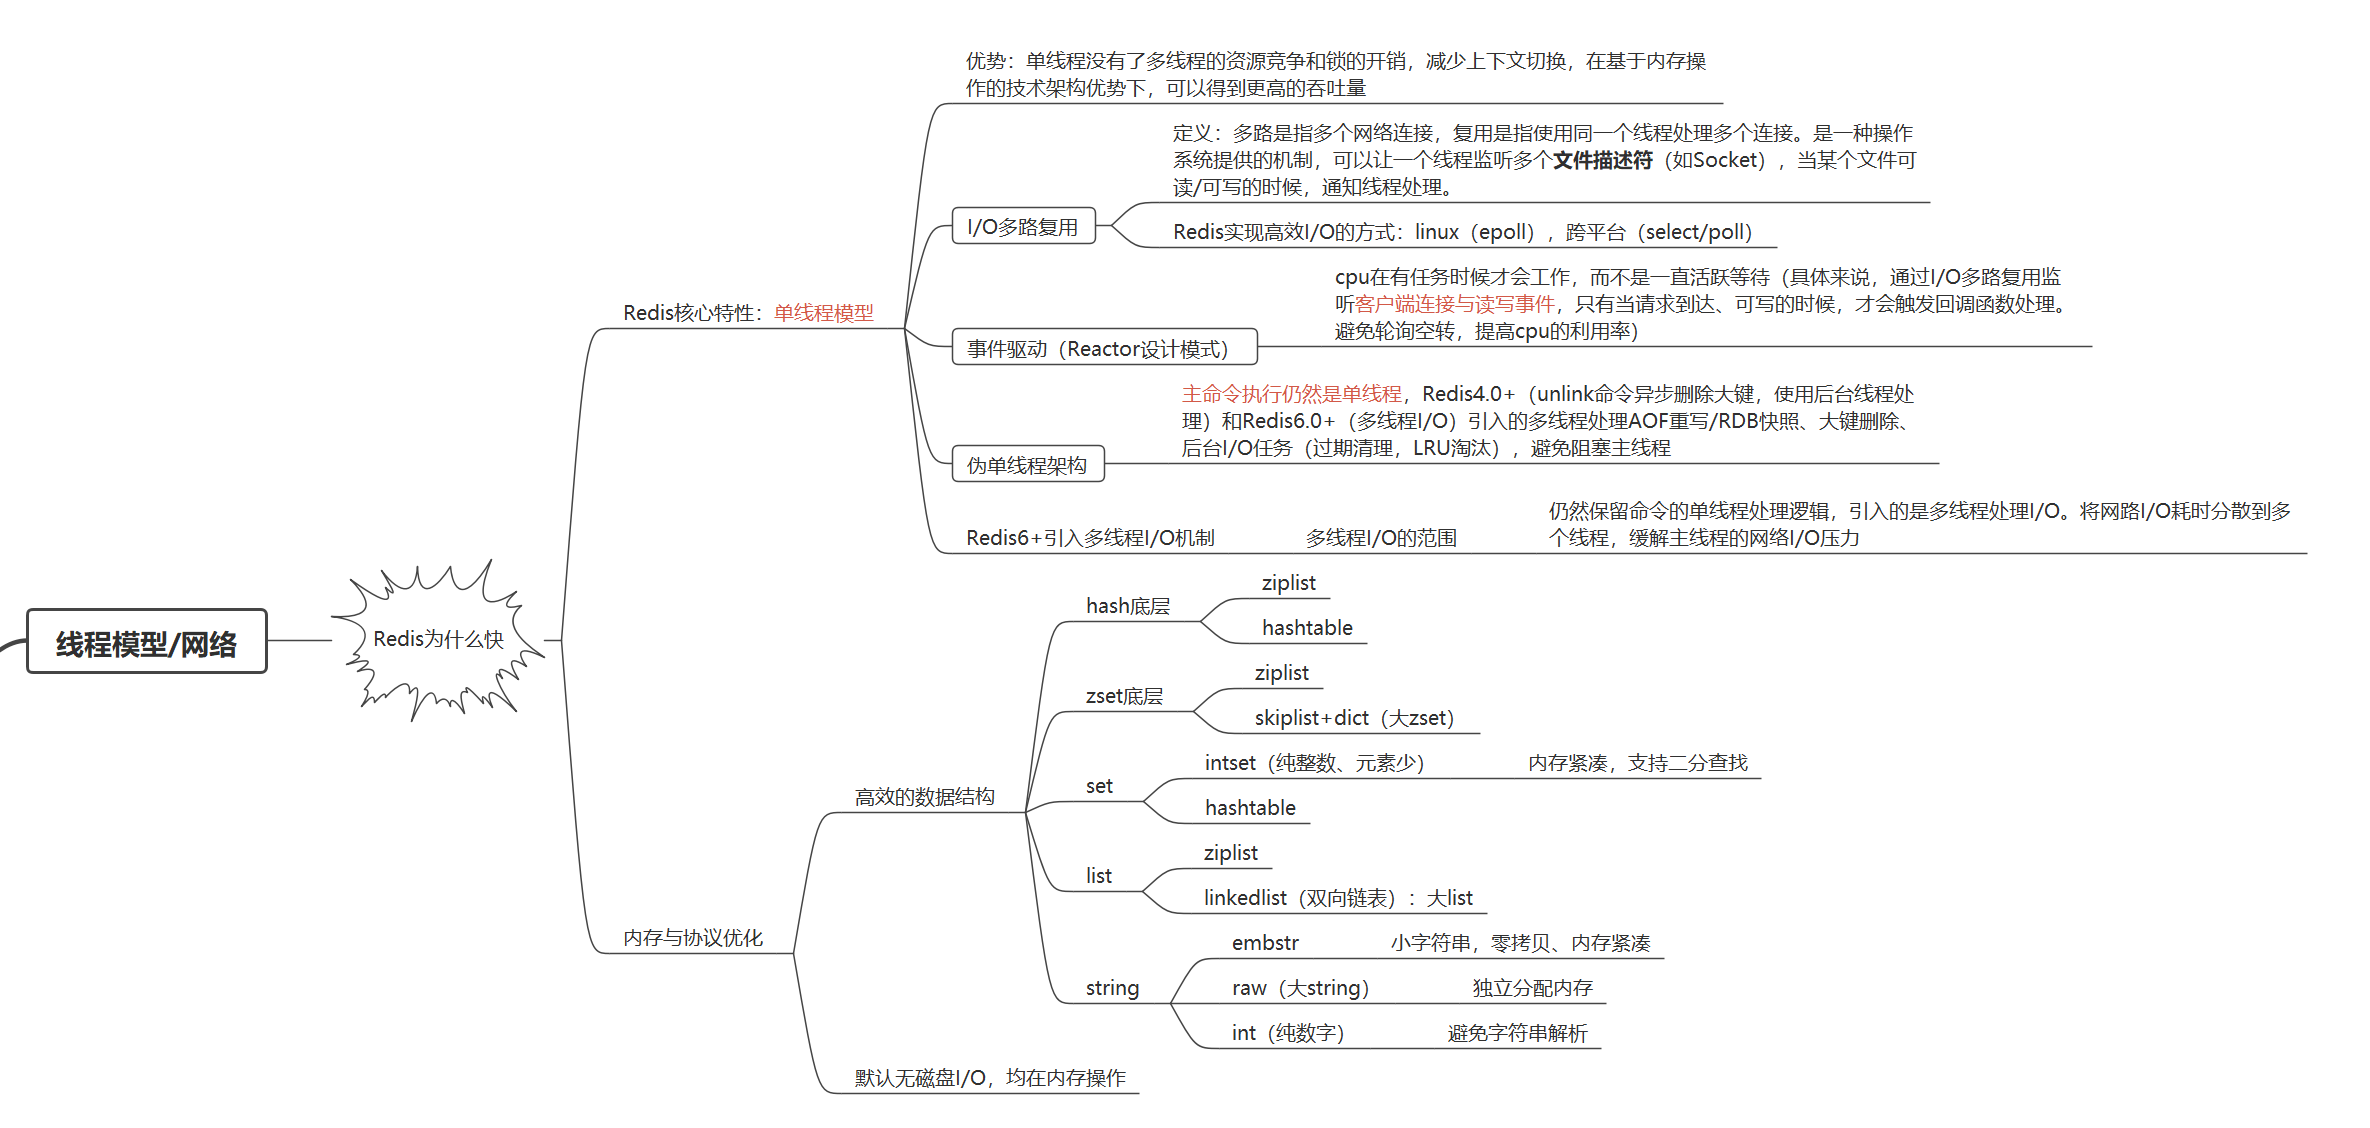 线程模型/网络
Redis为什么快
Redis核心特性：单线程模型
优势：单线程没有了多线程的资源竞争和锁的开销，减少上下文切换，在基于内存操
作的技术架构优势下，可以得到更高的吞吐量
I/O多路复用
定义：多路是指多个网络连接，复用是指使用同一个线程处理多个连接。是一种操作
系统提供的机制，可以让一个线程监听多个文件描述符（如Socket），当某个文件可
读/可写的时候，通知线程处理。
Redis实现高效I/O的方式：linux（epoll），跨平台（select/poll）
事件驱动（Reactor设计模式）
cpu在有任务时候才会工作，而不是一直活跃等待（具体来说，通过I/O多路复用监
听客户端连接与读写事件，只有当请求到达、可写的时候，才会触发回调函数处理。
避免轮询空转，提高cpu的利用率）
伪单线程架构
主命令执行仍然是单线程，Redis4.0+（unlink命令异步删除大键，使用后台线程处
理）和Redis6.0+（多线程I/O）引入的多线程处理AOF重写/RDB快照、大键删除、
后台I/O任务（过期清理，LRU淘汰），避免阻塞主线程
Redis6+引入多线程I/O机制
多线程I/O的范围
仍然保留命令的单线程处理逻辑，引入的是多线程处理I/O。将网路I/O耗时分散到多
个线程，缓解主线程的网络I/O压力
内存与协议优化
高效的数据结构
hash底层
ziplist
hashtable
zset底层
ziplist
skiplist+dict（大zset）
set
intset（纯整数、元素少）
内存紧凑，支持二分查找
hashtable
list
ziplist
linkedlist（双向链表）：大list
string
embstr
小字符串，零拷贝、内存紧凑
raw（大string）
独立分配内存
int（纯数字）
避免字符串解析
默认无磁盘I/O，均在内存操作